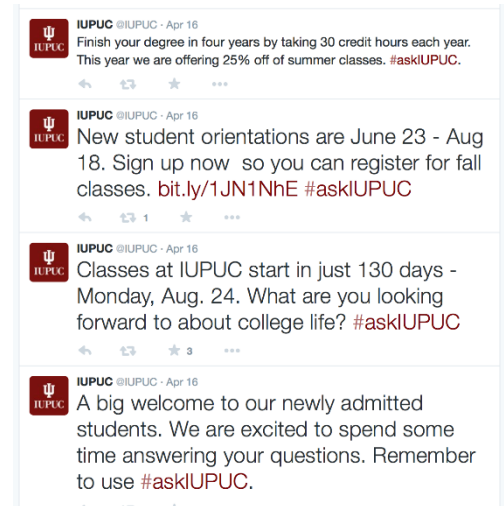 IUPUC @IUPUC · Apr 16
IUPUC
Finish your degree in four years by taking 30 credit hours each year.
This year we are offering 25% off of summer classes. #askIUPUC.
IUPUC @IUPUC · Apr 16
IUPUC
New student orientations are June 23 - Aug
18. Sign up now  so you can register for fall
classes. bit.ly/1JN1NhE #askIUPUC
1
IUPUC @IUPUC · Apr 16
IUPUC
Classes at IUPUC start in just 130 days -
Monday, Aug. 24. What are you looking
forward to about college life? #askIUPUC
3
IUPUC @IUPUC · Apr 16
IUPUC
A big welcome to our newly admitted
students. We are excited to spend some
time answering your questions. Remember
to use #askIUPUC.